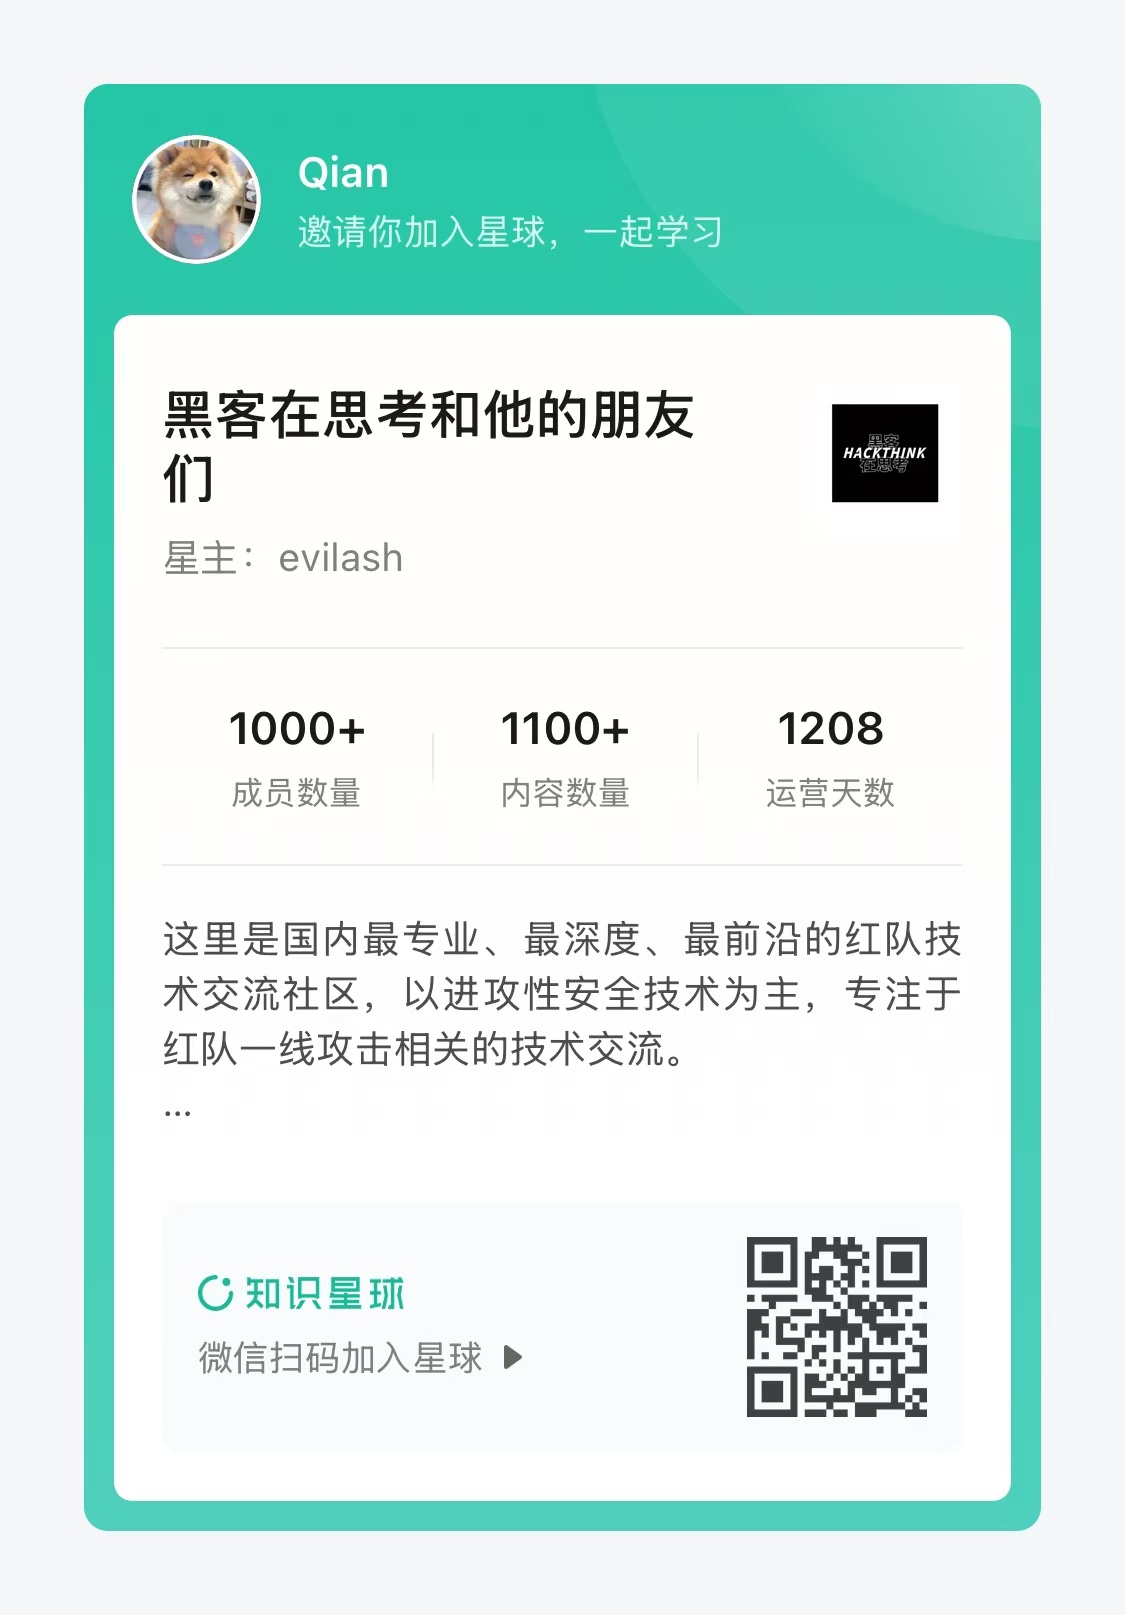 Qian
邀请你加入星球，一起学习
黑客在思考和他的朋友
们
黑客
HACKTHINK
在思考
星主：evilash
1000+
成员数量
1100+
内容数量
1208
运营天数
这里是国内最专业、最深度、最前沿的红队技
术交流社区，以进攻性安全技术为主，专注于
红队一线攻击相关的技术交流。
...
知识星球
微信扫码加入星球